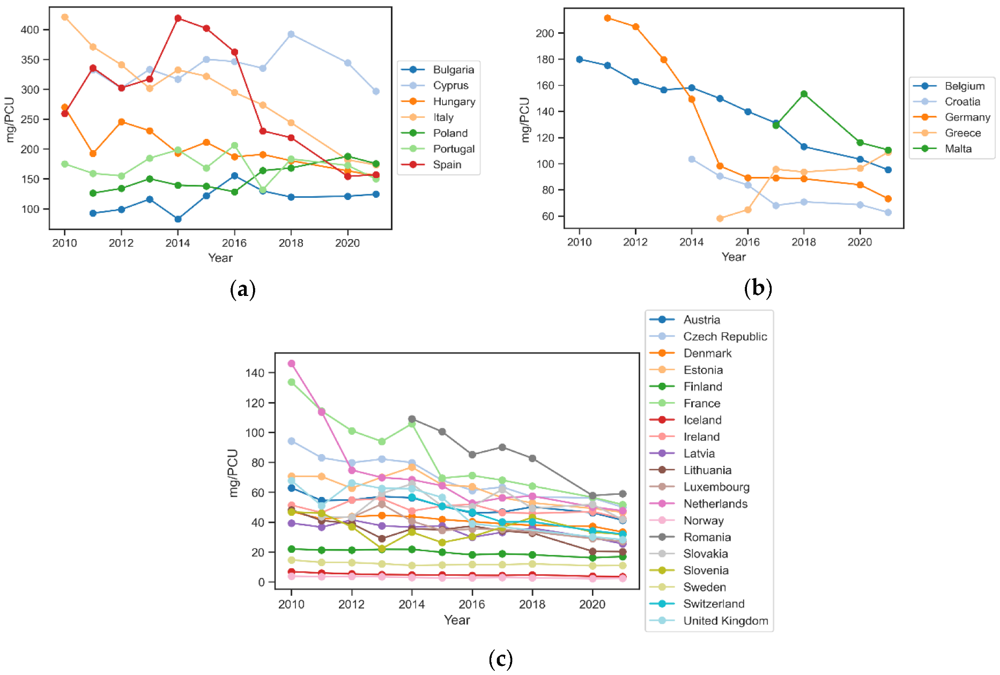 400
350
300
250
200
150
100
mg/PCU
2010 2012 2014 2016 2018 2020
Year
Bulgaria
Cyprus
Hungary
Italy
Poland
Portugal
Spain
(a)
200
180
160
140
120
100
80
60
mg/PCU
2010 2012 2014 2016 2018 2020
Year
Belgium
Croatia
Germany
Greece
Malta
(b)
140
120
100
80
60
40
20
0
mg/PCU
2010 2012 2014 2016 2018 2020
Year
Austria
Czech Republic
Denmark
Estonia
Finland
France
Iceland
Ireland
Latvia
Lithuania
Luxembourg
Netherlands
Norway
Romania
Slovakia
Slovenia
Sweden
Switzerland
United Kingdom
(c)